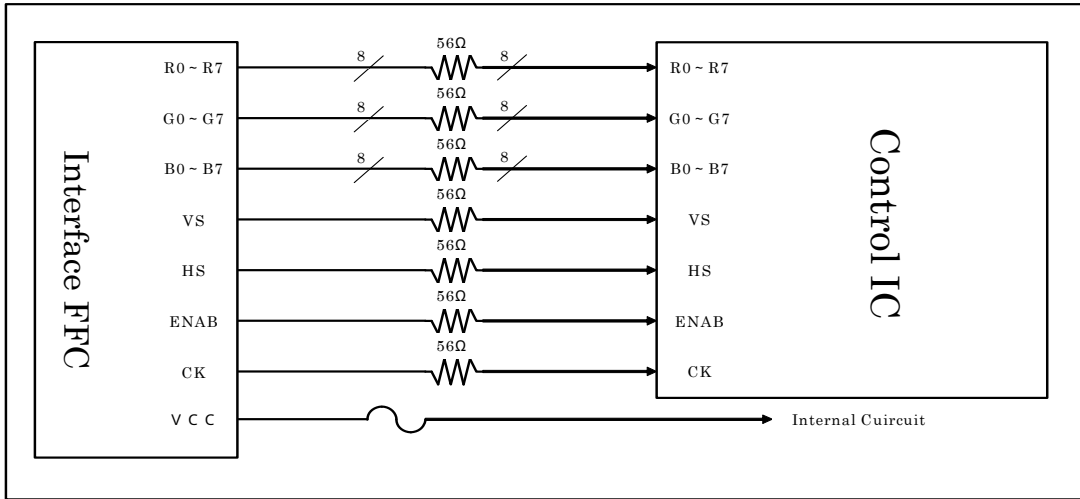 Interface FFC
Control IC
56Ω
R0 ~ R7 8 8 R0 ~ R7
56Ω
G0 ~ G7 8 8 G0 ~ G7
56Ω
B0 ~ B7 8 8 B0 ~ B7
56Ω
VS VS
56Ω
HS HS
56Ω
ENAB ENAB
56Ω
CK CK
VCC Internal Cuircuit